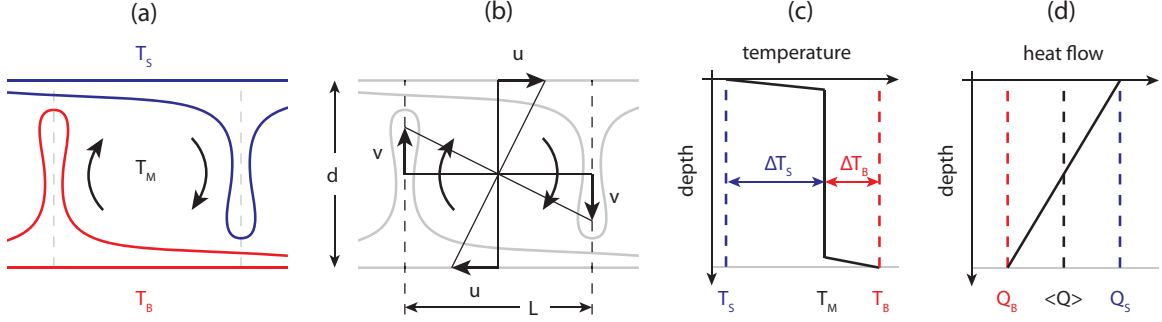 (a)
T_S
T_M
T_B
(b)
u
v
d
v
u
L
(c)
temperature
depth
ΔT_S
ΔT_B
T_S
T_M
T_B
(d)
heat flow
depth
Q_B
<Q>
Q_S